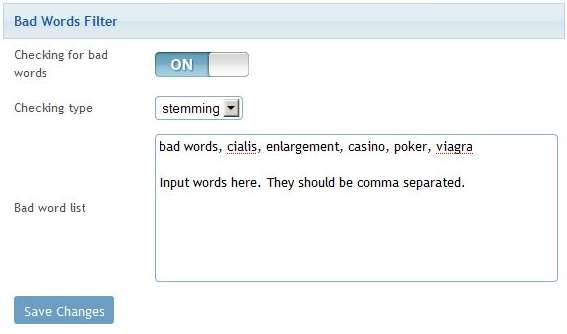 Bad Words Filter
Checking for bad
words
ON
Checking type
stemming
bad words, cialis, enlargement, casino, poker, viagra
Input words here. They should be comma separated.
Bad word list
Save Changes